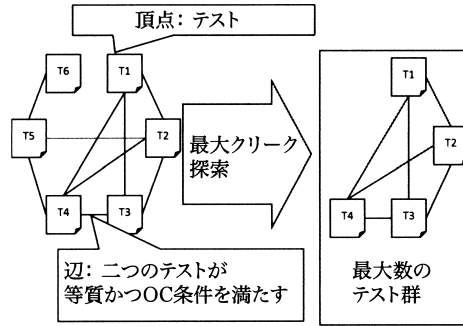 頂点: テスト
T6
T1
T5
T2
T4
T3
最大クリーク
探索
辺: 二つのテストが
等質かつOC条件を満たす
T1
T2
T4
T3
最大数の
テスト群